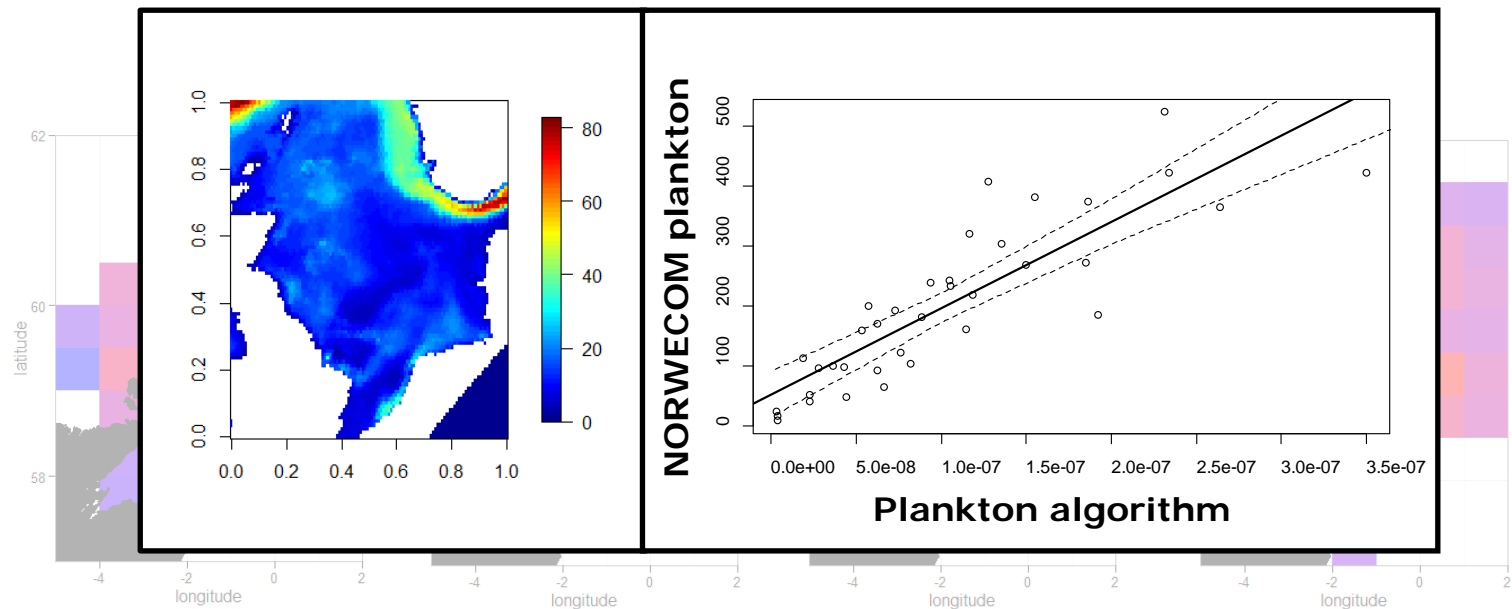 NORWECOM plankton
Plankton algorithm
0.0 0.2 0.4 0.6 0.8 1.0
0.0 0.2 0.4 0.6 0.8 1.0
0 20 40 60 80
0 100 200 300 400 500
0.0e+00 5.0e-08 1.0e-07 1.5e-07 2.0e-07 2.5e-07 3.0e-07 3.5e-07
62
60
58
latitude
-4 -2 0 2 -4 -2 0 2 -4 -2 0 2 -4 -2 0 2
longitude longitude longitude longitude